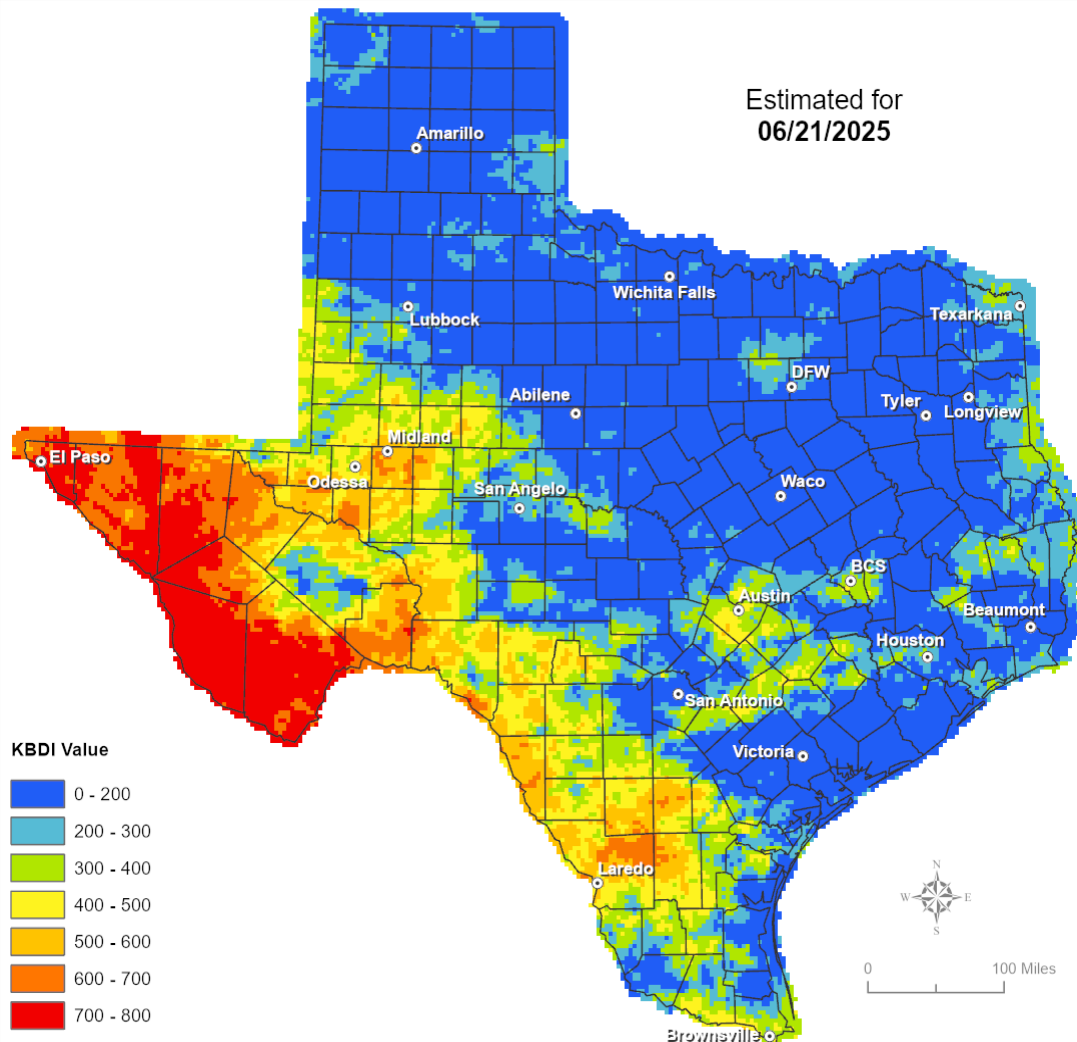 Estimated for
06/21/2025
Amarillo
Wichita Falls
Lubbock
Texarkana
DFW
Abilene
Tyler
Longview
Midland
El Paso
Odessa
San Angelo
Waco
BCS
Austin
Beaumont
Houston
San Antonio
KBDI Value
Victoria
0 - 200
200 - 300
300 - 400
Laredo
400 - 500
500 - 600
600 - 700
700 - 800
N
W
E
S
0
100 Miles
Brownsville